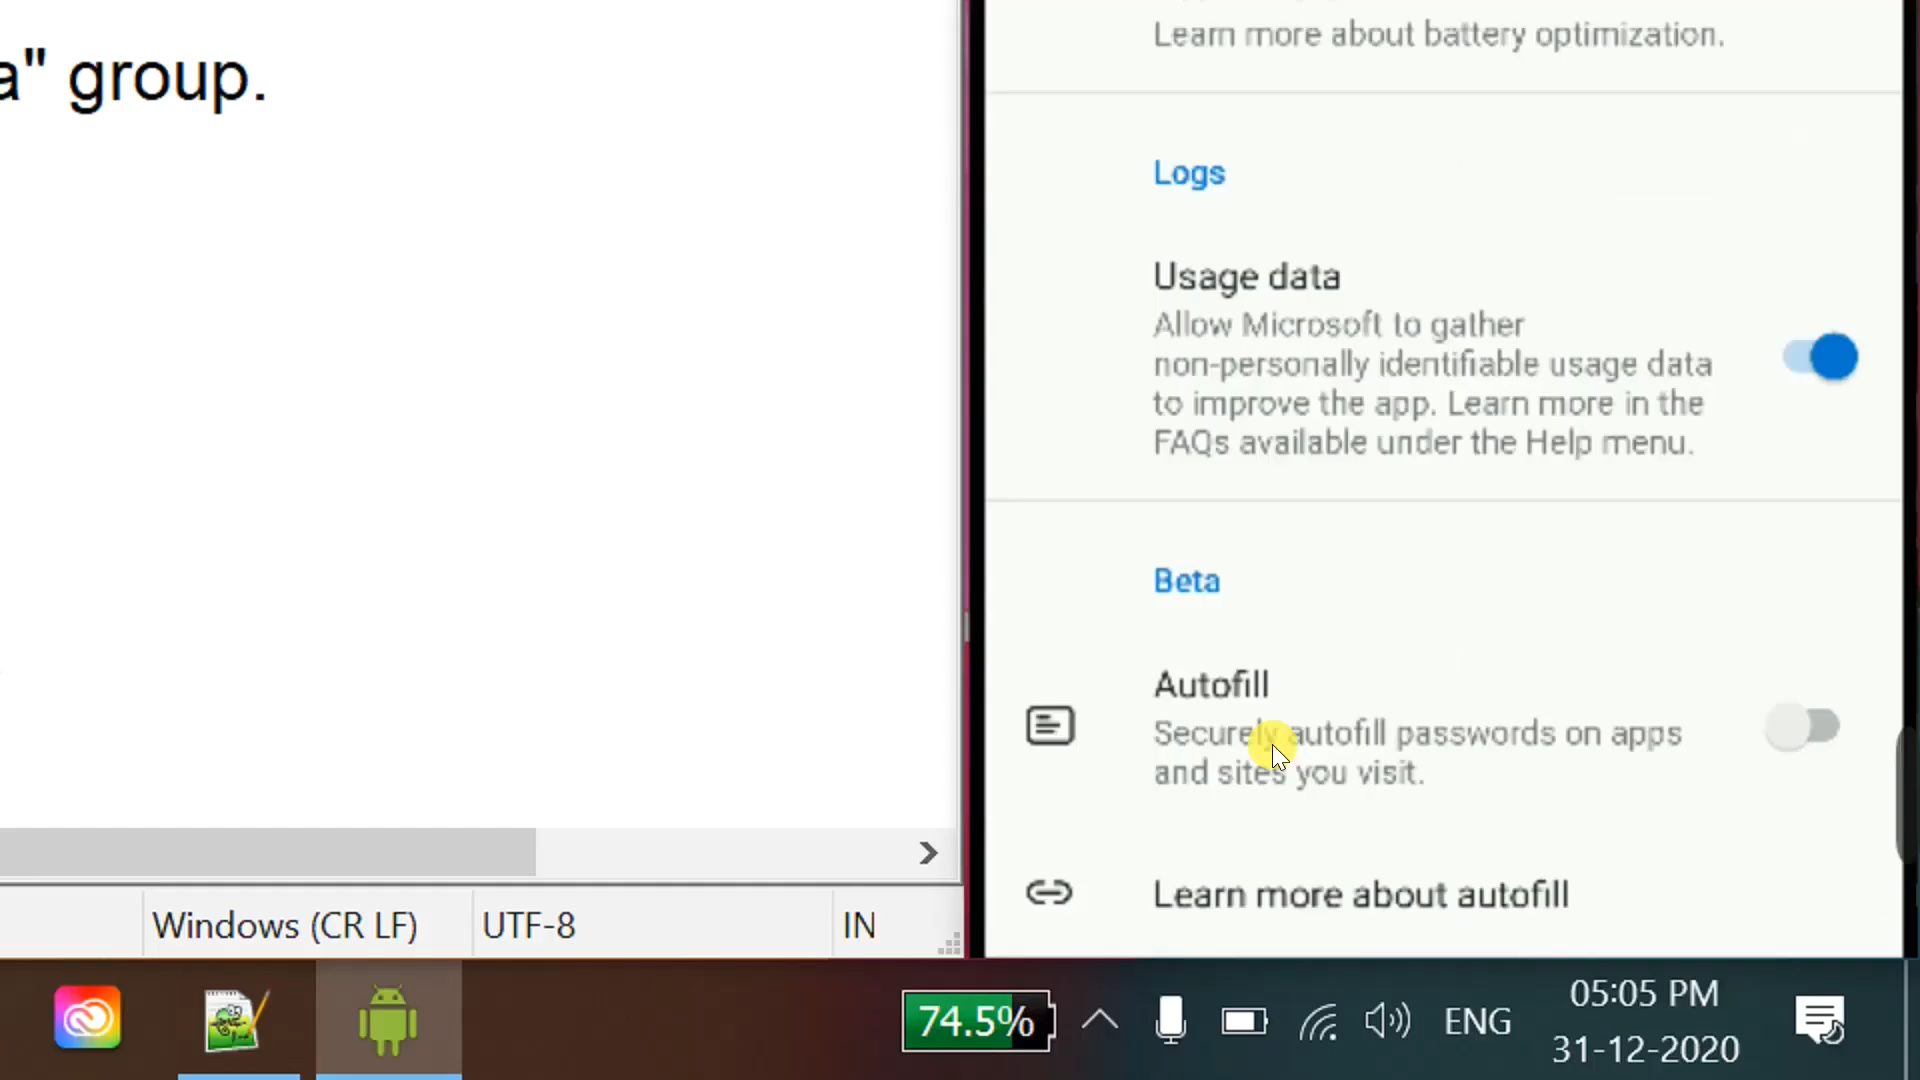 a" group.
Windows (CR LF)
UTF-8
IN
Learn more about battery optimization.
Logs
Usage data
Allow Microsoft to gather
non-personally identifiable usage data
to improve the app. Learn more in the
FAQs available under the Help menu.
Beta
Autofill
Securely autofill passwords on apps
and sites you visit.
Learn more about autofill
74.5%
ENG
05:05 PM
31-12-2020